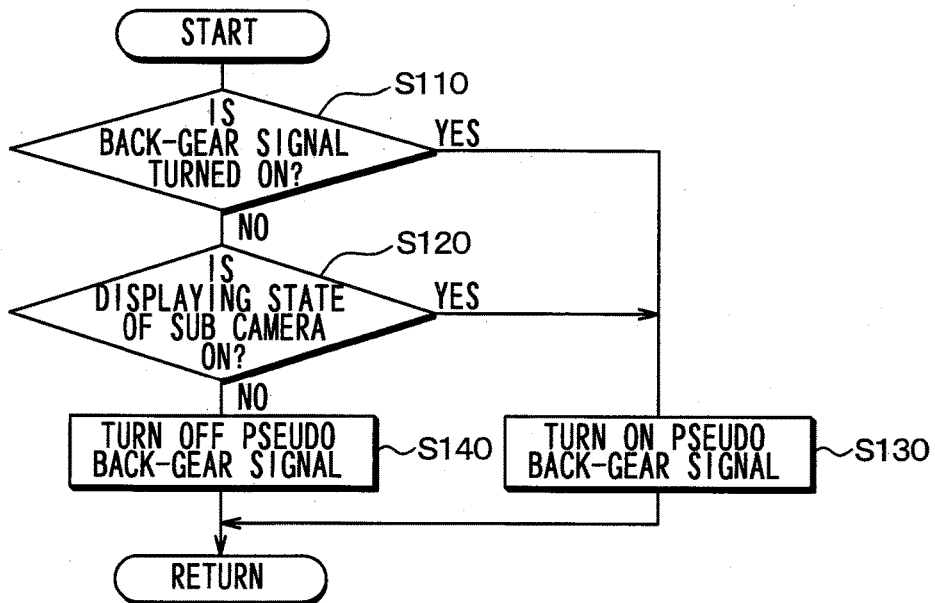 START
S110
IS
BACK-GEAR SIGNAL
TURNED ON?
YES
NO
S120
IS
DISPLAYING STATE
OF SUB CAMERA
ON?
YES
NO
TURN OFF PSEUDO
BACK-GEAR SIGNAL
S140
TURN ON PSEUDO
BACK-GEAR SIGNAL
S130
RETURN